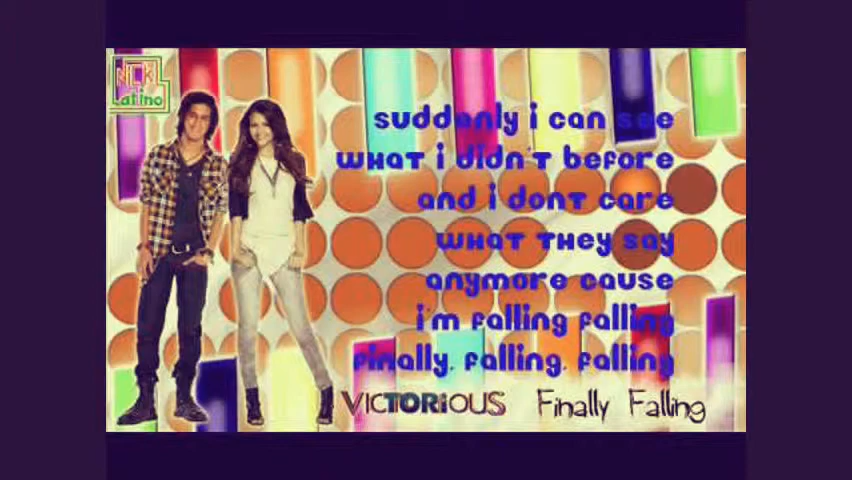 NICK
Latino
suddenly i can see
what i didn't before
and i dont care
what they say
anymore cause
i'm falling falling
finally, falling, falling
VICTORiOUS Finally Falling